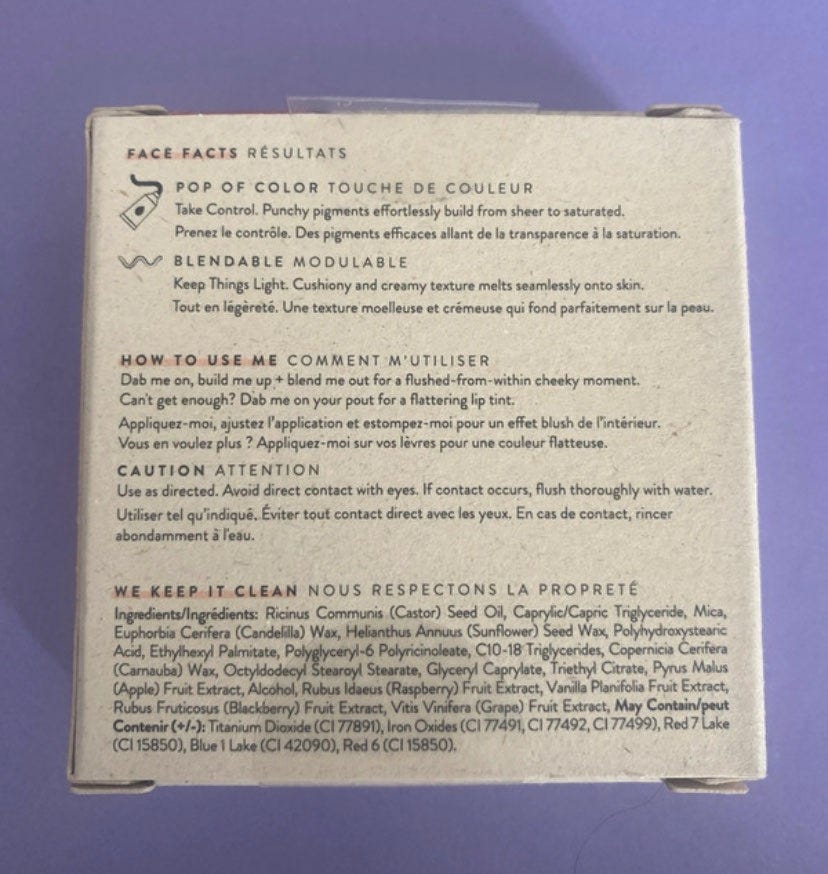 FACE FACTS RÉSULTATS
POP OF COLOR TOUCHE DE COULEUR
Take Control. Punchy pigments effortlessly build from sheer to saturated.
Prenez le contrôle. Des pigments efficaces allant de la transparence à la saturation.
BLENDABLE MODULABLE
Keep Things Light. Cushiony and creamy texture melts seamlessly onto skin.
Tout en légèreté. Une texture moelleuse et crémeuse qui fond parfaitement sur la peau.
HOW TO USE ME COMMENT M'UTILISER
Dab me on, build me up + blend me out for a flushed-from-within cheeky moment.
Can't get enough? Dab me on your pout for a flattering lip tint.
Appliquez-moi, ajustez l'application et estompez-moi pour un effet blush de l'intérieur.
Vous en voulez plus ? Appliquez-moi sur vos lèvres pour une couleur flatteuse.
CAUTION ATTENTION
Use as directed. Avoid direct contact with eyes. If contact occurs, flush thoroughly with water.
Utiliser tel qu'indiqué. Éviter tout contact direct avec les yeux. En cas de contact, rincer
abondamment à l'eau.
WE KEEP IT CLEAN NOUS RESPECTONS LA PROPRETÉ
Ingredients/Ingrédients: Ricinus Communis (Castor) Seed Oil, Caprylic/Capric Triglyceride, Mica,
Euphorbia Cerifera (Candelilla) Wax, Helianthus Annuus (Sunflower) Seed Wax, Polyhydroxystearic
Acid, Ethylhexyl Palmitate, Polyglyceryl-6 Polyricinoleate, C10-18 Triglycerides, Copernicia Cerifera
(Carnauba) Wax, Octyldodecyl Stearoyl Stearate, Glyceryl Caprylate, Triethyl Citrate, Pyrus Malus
(Apple) Fruit Extract, Alcohol, Rubus Idaeus (Raspberry) Fruit Extract, Vanilla Planifolia Fruit Extract,
Rubus Fruticosus (Blackberry) Fruit Extract, Vitis Vinifera (Grape) Fruit Extract, May Contain/peut
Contenir (+/-): Titanium Dioxide (CI 77891), Iron Oxides (CI 77491, CI 77492, CI 77499), Red 7 Lake
(CI 15850), Blue 1 Lake (CI 42090), Red 6 (CI 15850).